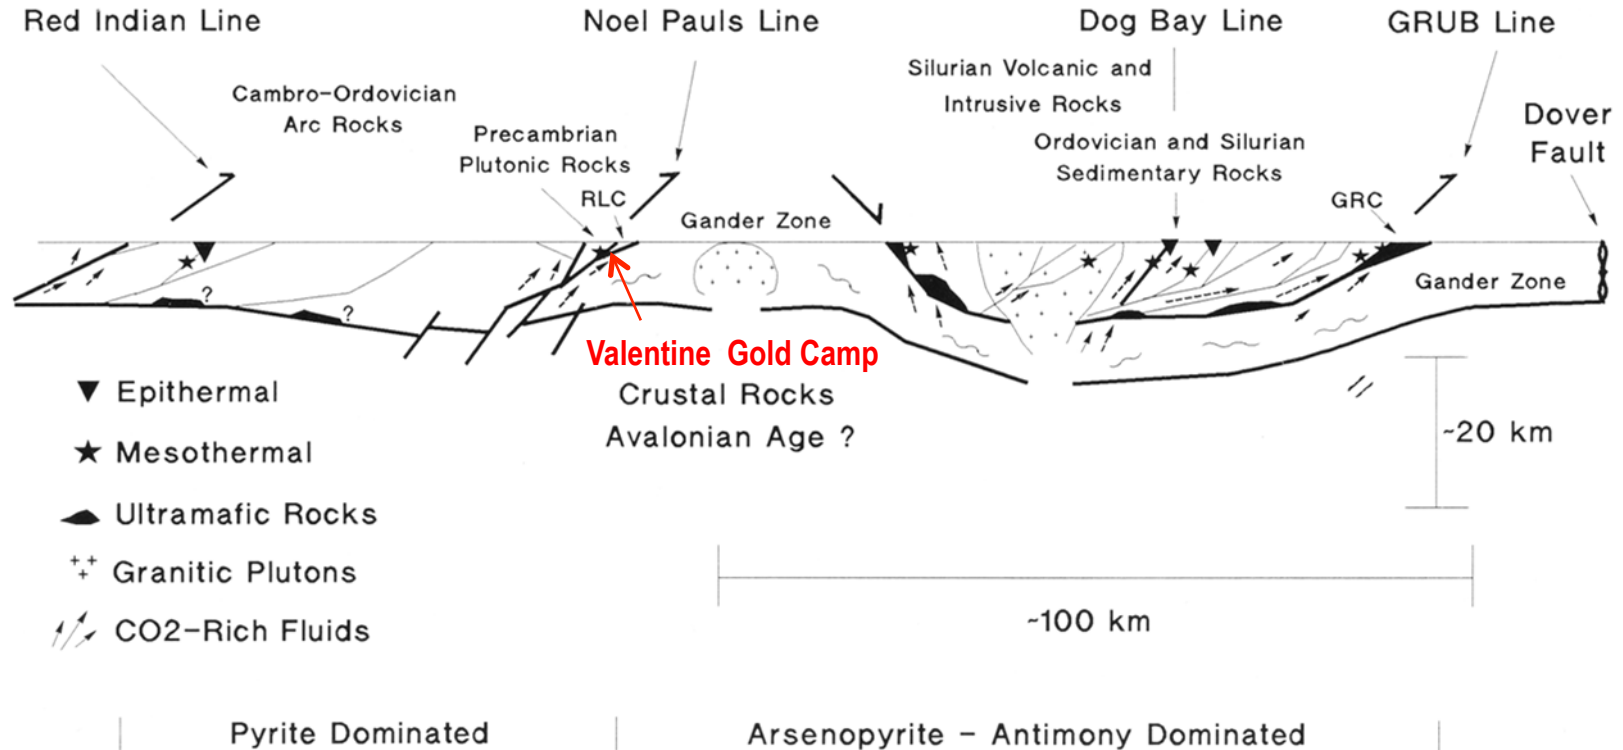 Red Indian Line
Noel Pauls Line
Dog Bay Line
GRUB Line
Cambro-Ordovician
Arc Rocks
Precambrian
Plutonic Rocks
RLC
Gander Zone
Silurian Volcanic and
Intrusive Rocks
Ordovician and Silurian
Sedimentary Rocks
GRC
Dover
Fault
?
?
Gander Zone
Valentine Gold Camp
Crustal Rocks
Avalonian Age ?
Epithermal
Mesothermal
Ultramafic Rocks
Granitic Plutons
CO2-Rich Fluids
~20 km
~100 km
Pyrite Dominated
Arsenopyrite - Antimony Dominated